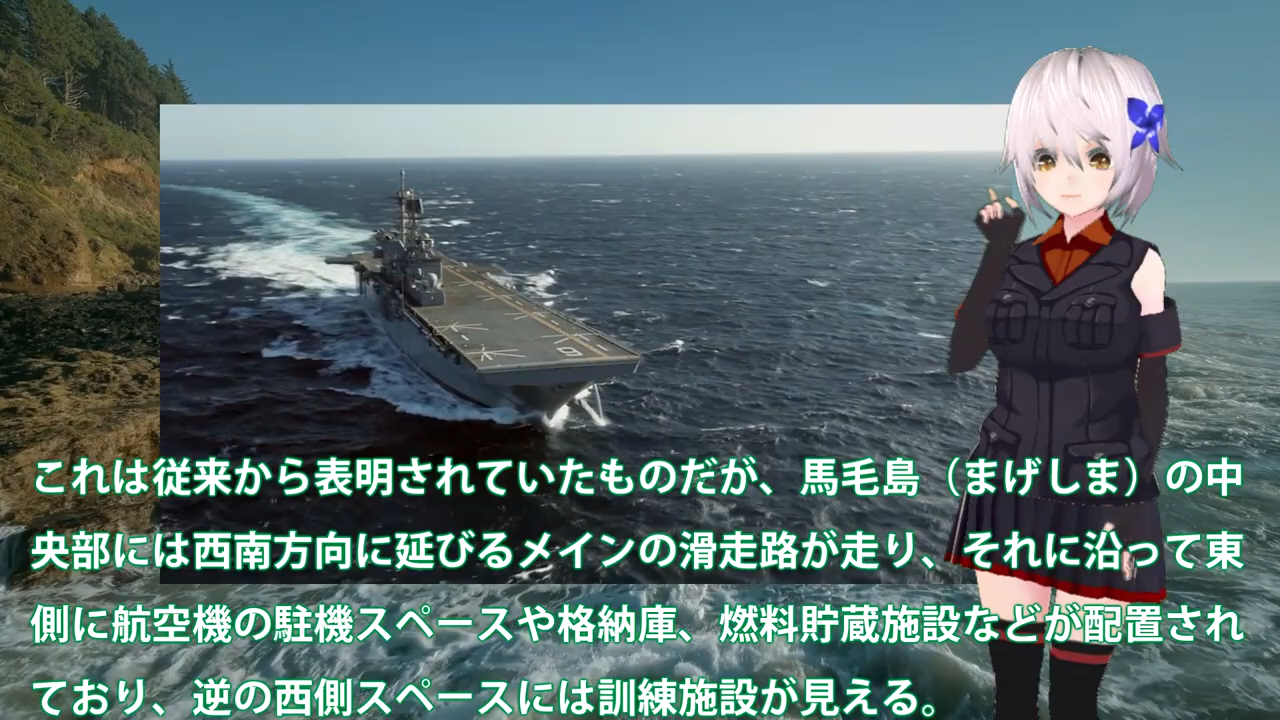 これは従来から表明されていたものだが、馬毛島（まげしま）の中
央部には西南方向に延びるメインの滑走路が走り、それに沿って東
側に航空機の駐機スペースや格納庫、燃料貯蔵施設などが配置され
ており、逆の西側スペースには訓練施設が見える。